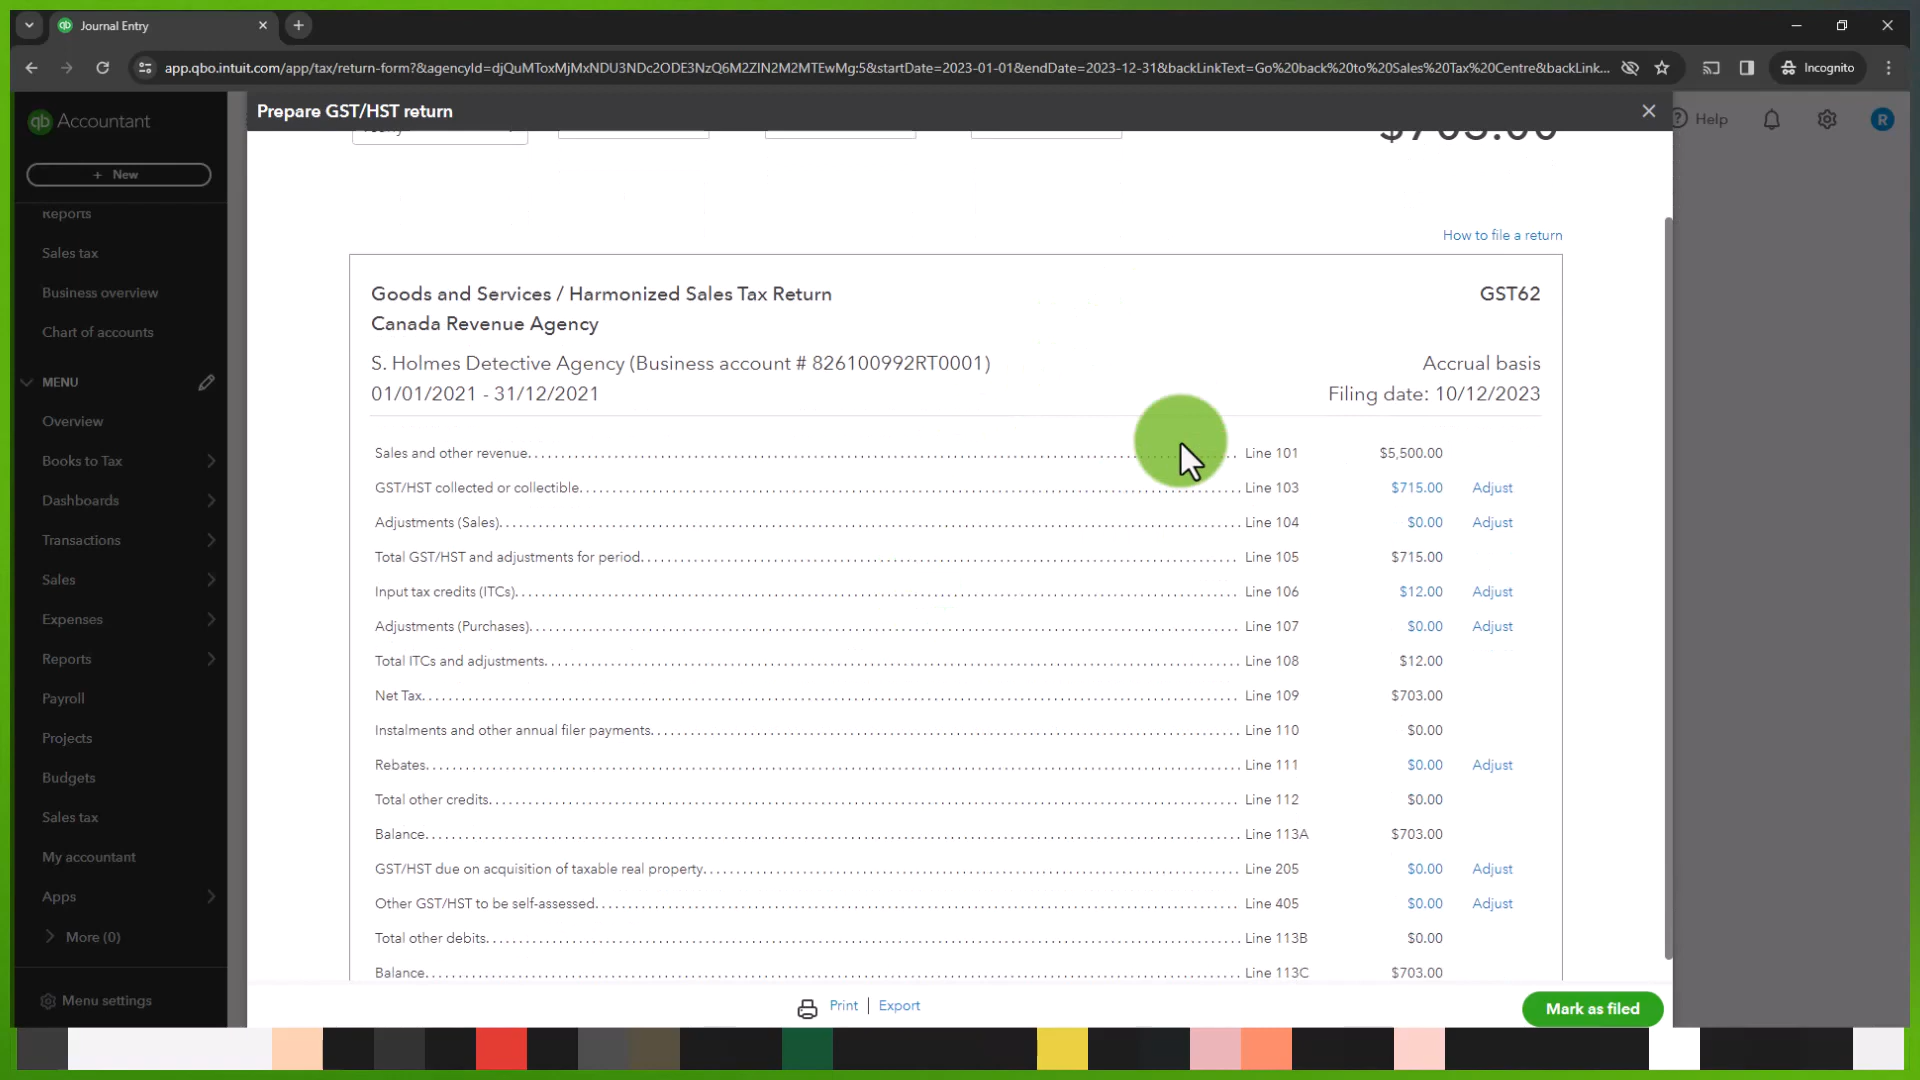 Journal Entry
app.qbo.intuit.com/app/tax/return-form?&agencyId=djQuMToxMjMxNDU3NDc2ODE3NzQ6M2ZlN2M2MTEwMg:5&startDate=2023-01-01&endDate=2023-12-31&backLinkText=Go%20back%20to%20Sales%20Tax%20Centre&backLink...
Incognito
qb Accountant
Prepare GST/HST return
Help
R
+ New
Reports
Sales tax
Business overview
Chart of accounts
MENU
Overview
Books to Tax
Dashboards
Transactions
Sales
Expenses
Reports
Payroll
Projects
Budgets
Sales tax
My accountant
Apps
More (0)
Menu settings
$703.00
How to file a return
Goods and Services / Harmonized Sales Tax Return GST62
Canada Revenue Agency
S. Holmes Detective Agency (Business account # 826100992RT0001) Accrual basis
01/01/2021 - 31/12/2021 Filing date: 10/12/2023
Sales and other revenue Line 101 $5,500.00
GST/HST collected or collectible Line 103 $715.00 Adjust
Adjustments (Sales) Line 104 $0.00 Adjust
Total GST/HST and adjustments for period Line 105 $715.00
Input tax credits (ITCs) Line 106 $12.00 Adjust
Adjustments (Purchases) Line 107 $0.00 Adjust
Total ITCs and adjustments Line 108 $12.00
Net Tax Line 109 $703.00
Instalments and other annual filer payments Line 110 $0.00
Rebates Line 111 $0.00 Adjust
Total other credits Line 112 $0.00
Balance Line 113A $703.00
GST/HST due on acquisition of taxable real property Line 205 $0.00 Adjust
Other GST/HST to be self-assessed Line 405 $0.00 Adjust
Total other debits Line 113B $0.00
Balance Line 113C $703.00
Print | Export
Mark as filed